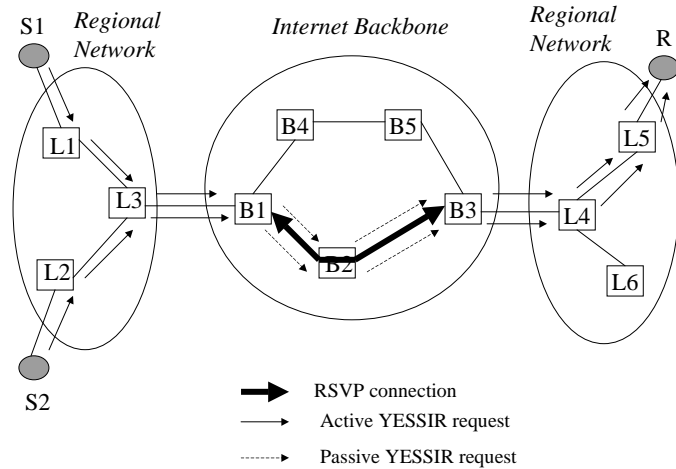 S1
Regional
Network
Internet Backbone
Regional
Network
R
L1
B4
B5
L5
L3
B1
B3
L4
L2
B2
L6
S2
RSVP connection
Active YESSIR request
Passive YESSIR request